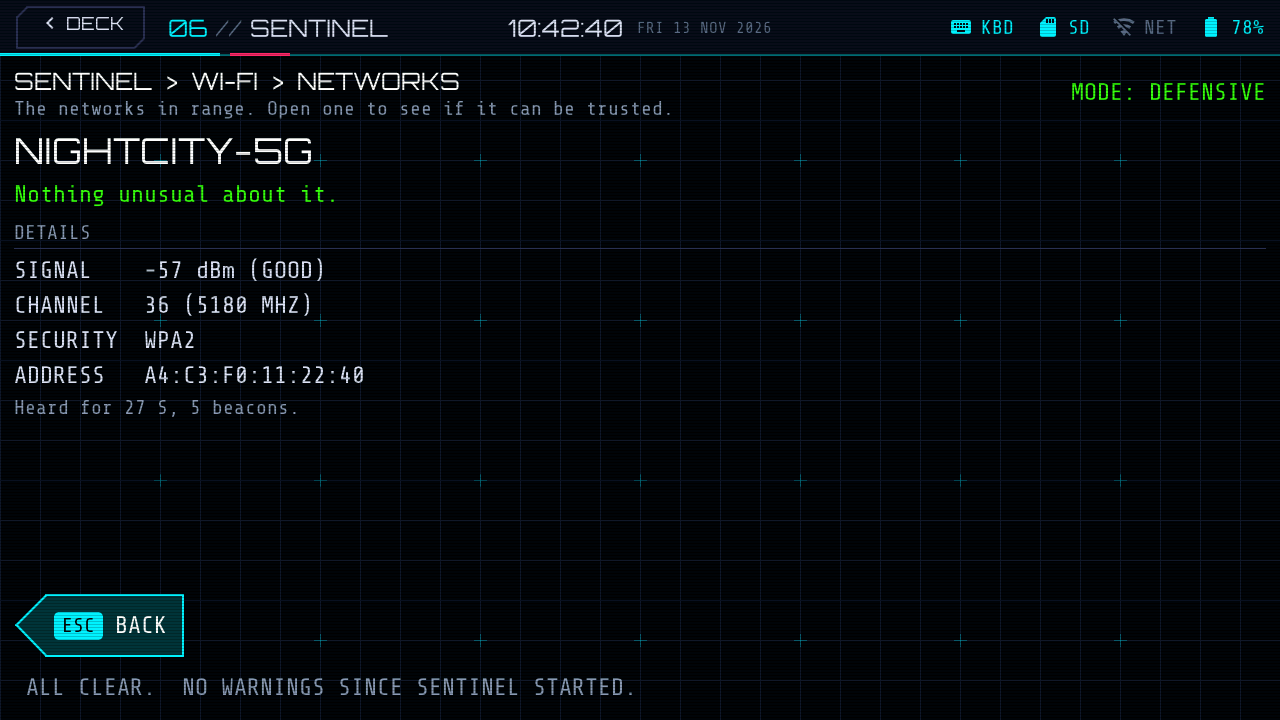 DECK 06 // SENTINEL 10:42:40 FRI 13 NOV 2026 KBD SD NET 78%
SENTINEL > WI-FI > NETWORKS
The networks in range. Open one to see if it can be trusted.
MODE: DEFENSIVE
NIGHTCITY-5G
Nothing unusual about it.
DETAILS
SIGNAL -57 dBm (GOOD)
CHANNEL 36 (5180 MHZ)
SECURITY WPA2
ADDRESS A4:C3:F0:11:22:40
Heard for 27 S, 5 beacons.
ESC BACK
ALL CLEAR. NO WARNINGS SINCE SENTINEL STARTED.